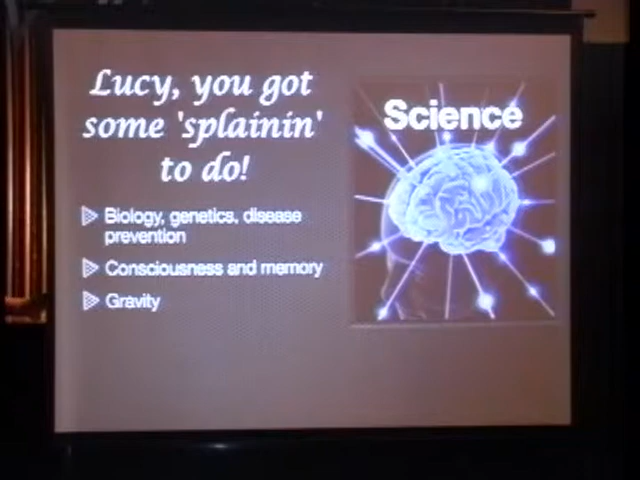 Lucy, you got
some 'splainin'
to do!
Biology, genetics, disease
prevention
Consciousness and memory
Gravity
Science